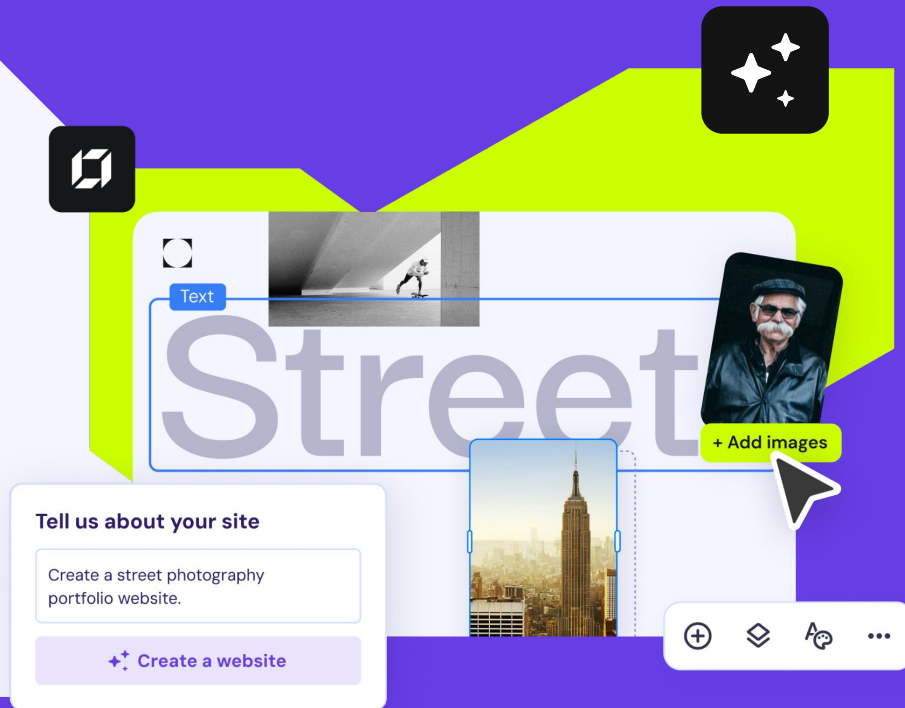 Text
Street
+ Add images
Tell us about your site
Create a street photography
portfolio website.
Create a website